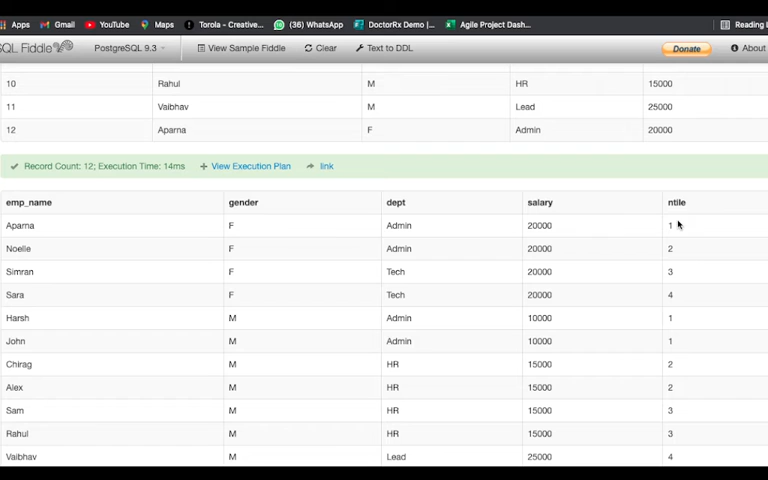 Apps Gmail YouTube Maps Torola - Creative... (36) WhatsApp DoctorRx Demo |... Agile Project Dash... Reading
SQL Fiddle PostgreSQL 9.3 View Sample Fiddle Clear Text to DDL Donate About
10 Rahul M HR 15000
11 Vaibhav M Lead 25000
12 Aparna F Admin 20000
Record Count: 12; Execution Time: 14ms View Execution Plan link
emp_name gender dept salary ntile
Aparna F Admin 20000 1
Noelle F Admin 20000 2
Simran F Tech 20000 3
Sara F Tech 20000 4
Harsh M Admin 10000 1
John M Admin 10000 1
Chirag M HR 15000 2
Alex M HR 15000 2
Sam M HR 15000 3
Rahul M HR 15000 3
Vaibhav M Lead 25000 4